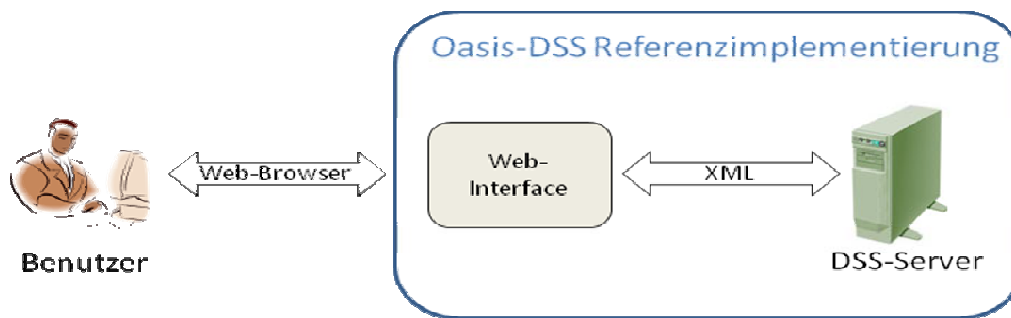 Oasis-DSS Referenzimplementierung
Web-Browser
Web-
Interface
XML
Benutzer
DSS-Server